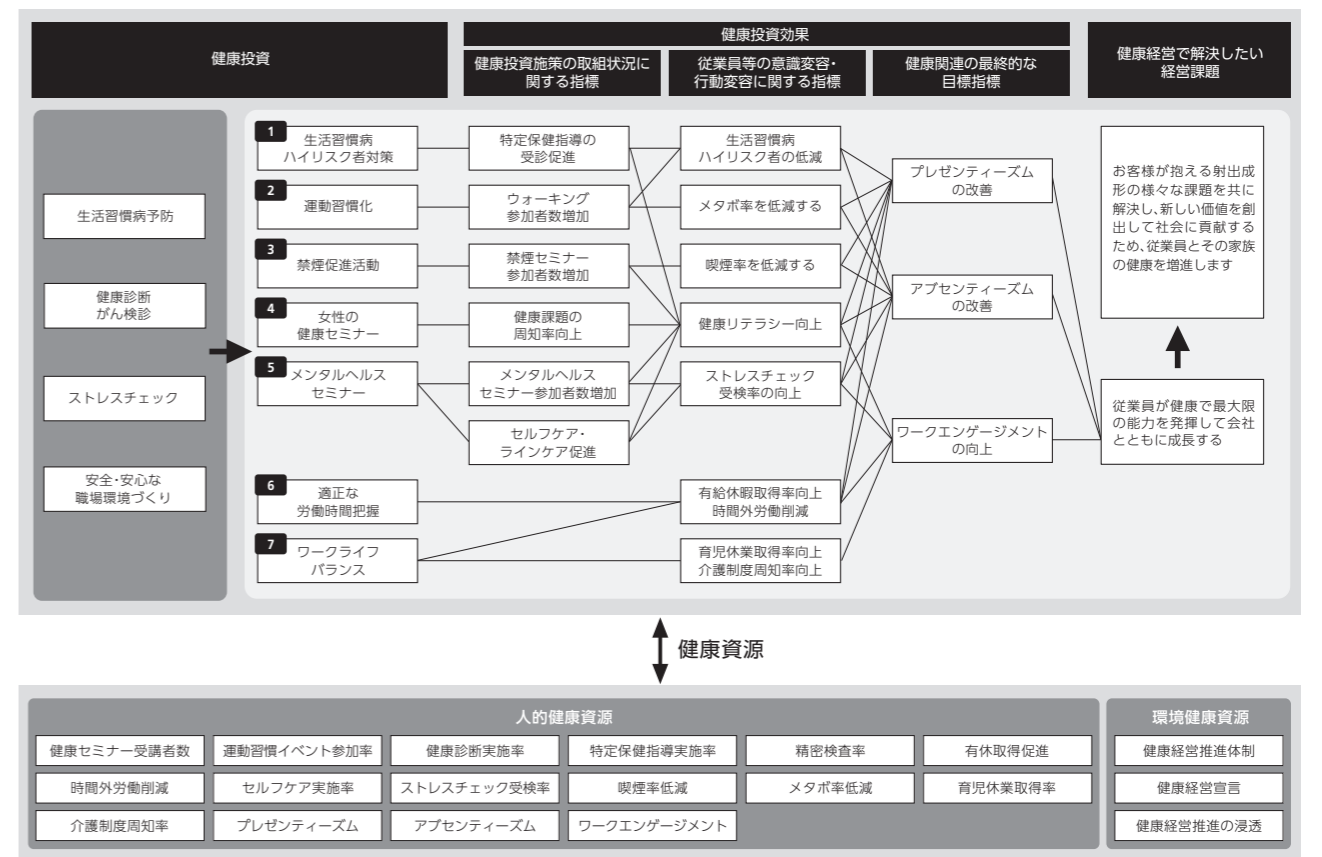 健康投資
健康投資効果
健康投資施策の取組状況に
関する指標
従業員等の意識変容・
行動変容に関する指標
健康関連の最終的な
目標指標
健康経営で解決したい
経営課題
生活習慣病予防
健康診断
がん検診
ストレスチェック
安全・安心な
職場環境づくり
1
生活習慣病
ハイリスク者対策
2
運動習慣化
3
禁煙促進活動
4
女性の
健康セミナー
5
メンタルヘルス
セミナー
6
適正な
労働時間把握
7
ワークライフ
バランス
特定保健指導の
受診促進
ウォーキング
参加者数増加
禁煙セミナー
参加者数増加
健康課題の
周知率向上
メンタルヘルス
セミナー参加者数増加
セルフケア・
ラインケア促進
生活習慣病
ハイリスク者の低減
メタボ率を低減する
喫煙率を低減する
健康リテラシー向上
ストレスチェック
受検率の向上
有給休暇取得率向上
時間外労働削減
育児休業取得率向上
介護制度周知率向上
プレゼンティーズム
の改善
アブセンティーズム
の改善
ワークエンゲージメント
の向上
お客様が抱える射出成
形の様々な課題を共に
解決し、新しい価値を創
出して社会に貢献する
ため、従業員とその家族
の健康を増進します
従業員が健康で最大限
の能力を発揮して会社
とともに成長する
健康資源
人的健康資源
健康セミナー受講者数
運動習慣イベント参加率
健康診断実施率
特定保健指導実施率
精密検査率
有休取得促進
時間外労働削減
セルフケア実施率
ストレスチェック受検率
喫煙率低減
メタボ率低減
育児休業取得率
介護制度周知率
プレゼンティーズム
アブセンティーズム
ワークエンゲージメント
環境健康資源
健康経営推進体制
健康経営宣言
健康経営推進の浸透